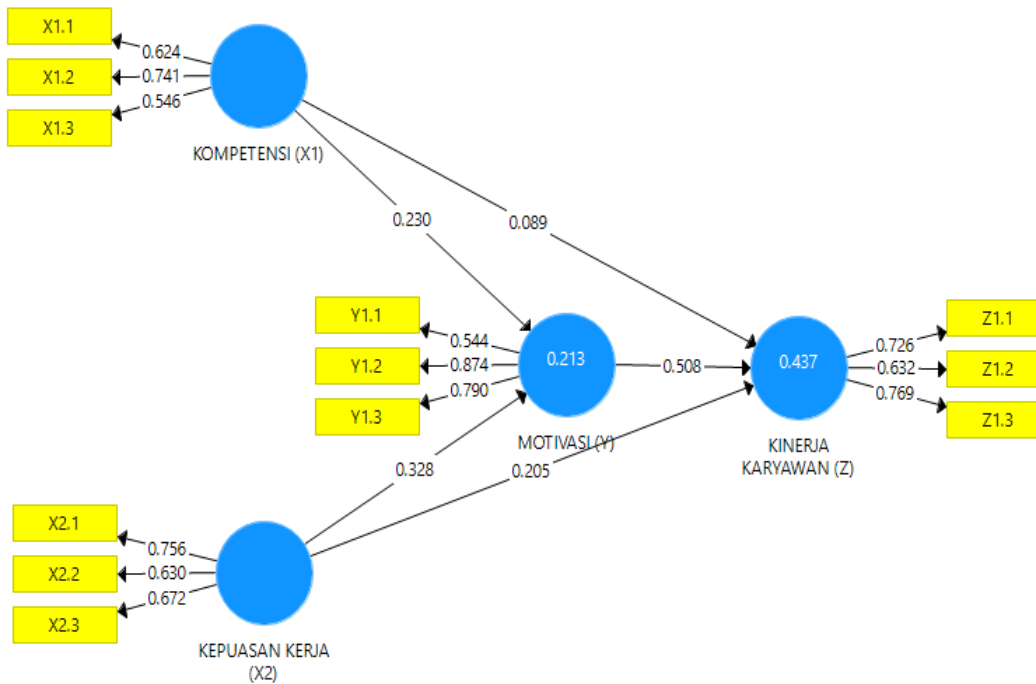 X1.1
0.624
X1.2
0.741
X1.3
0.546
KOMPETENSI (X1)
0.230
0.089
Y1.1
0.544
Y1.2
0.874
Y1.3
0.790
0.213
MOTIVASI (Y)
0.508
0.437
KINERJA
KARYAWAN (Z)
0.726
Z1.1
0.632
Z1.2
0.769
Z1.3
0.328
0.205
X2.1
0.756
X2.2
0.630
X2.3
0.672
KEPUASAN KERJA
(X2)